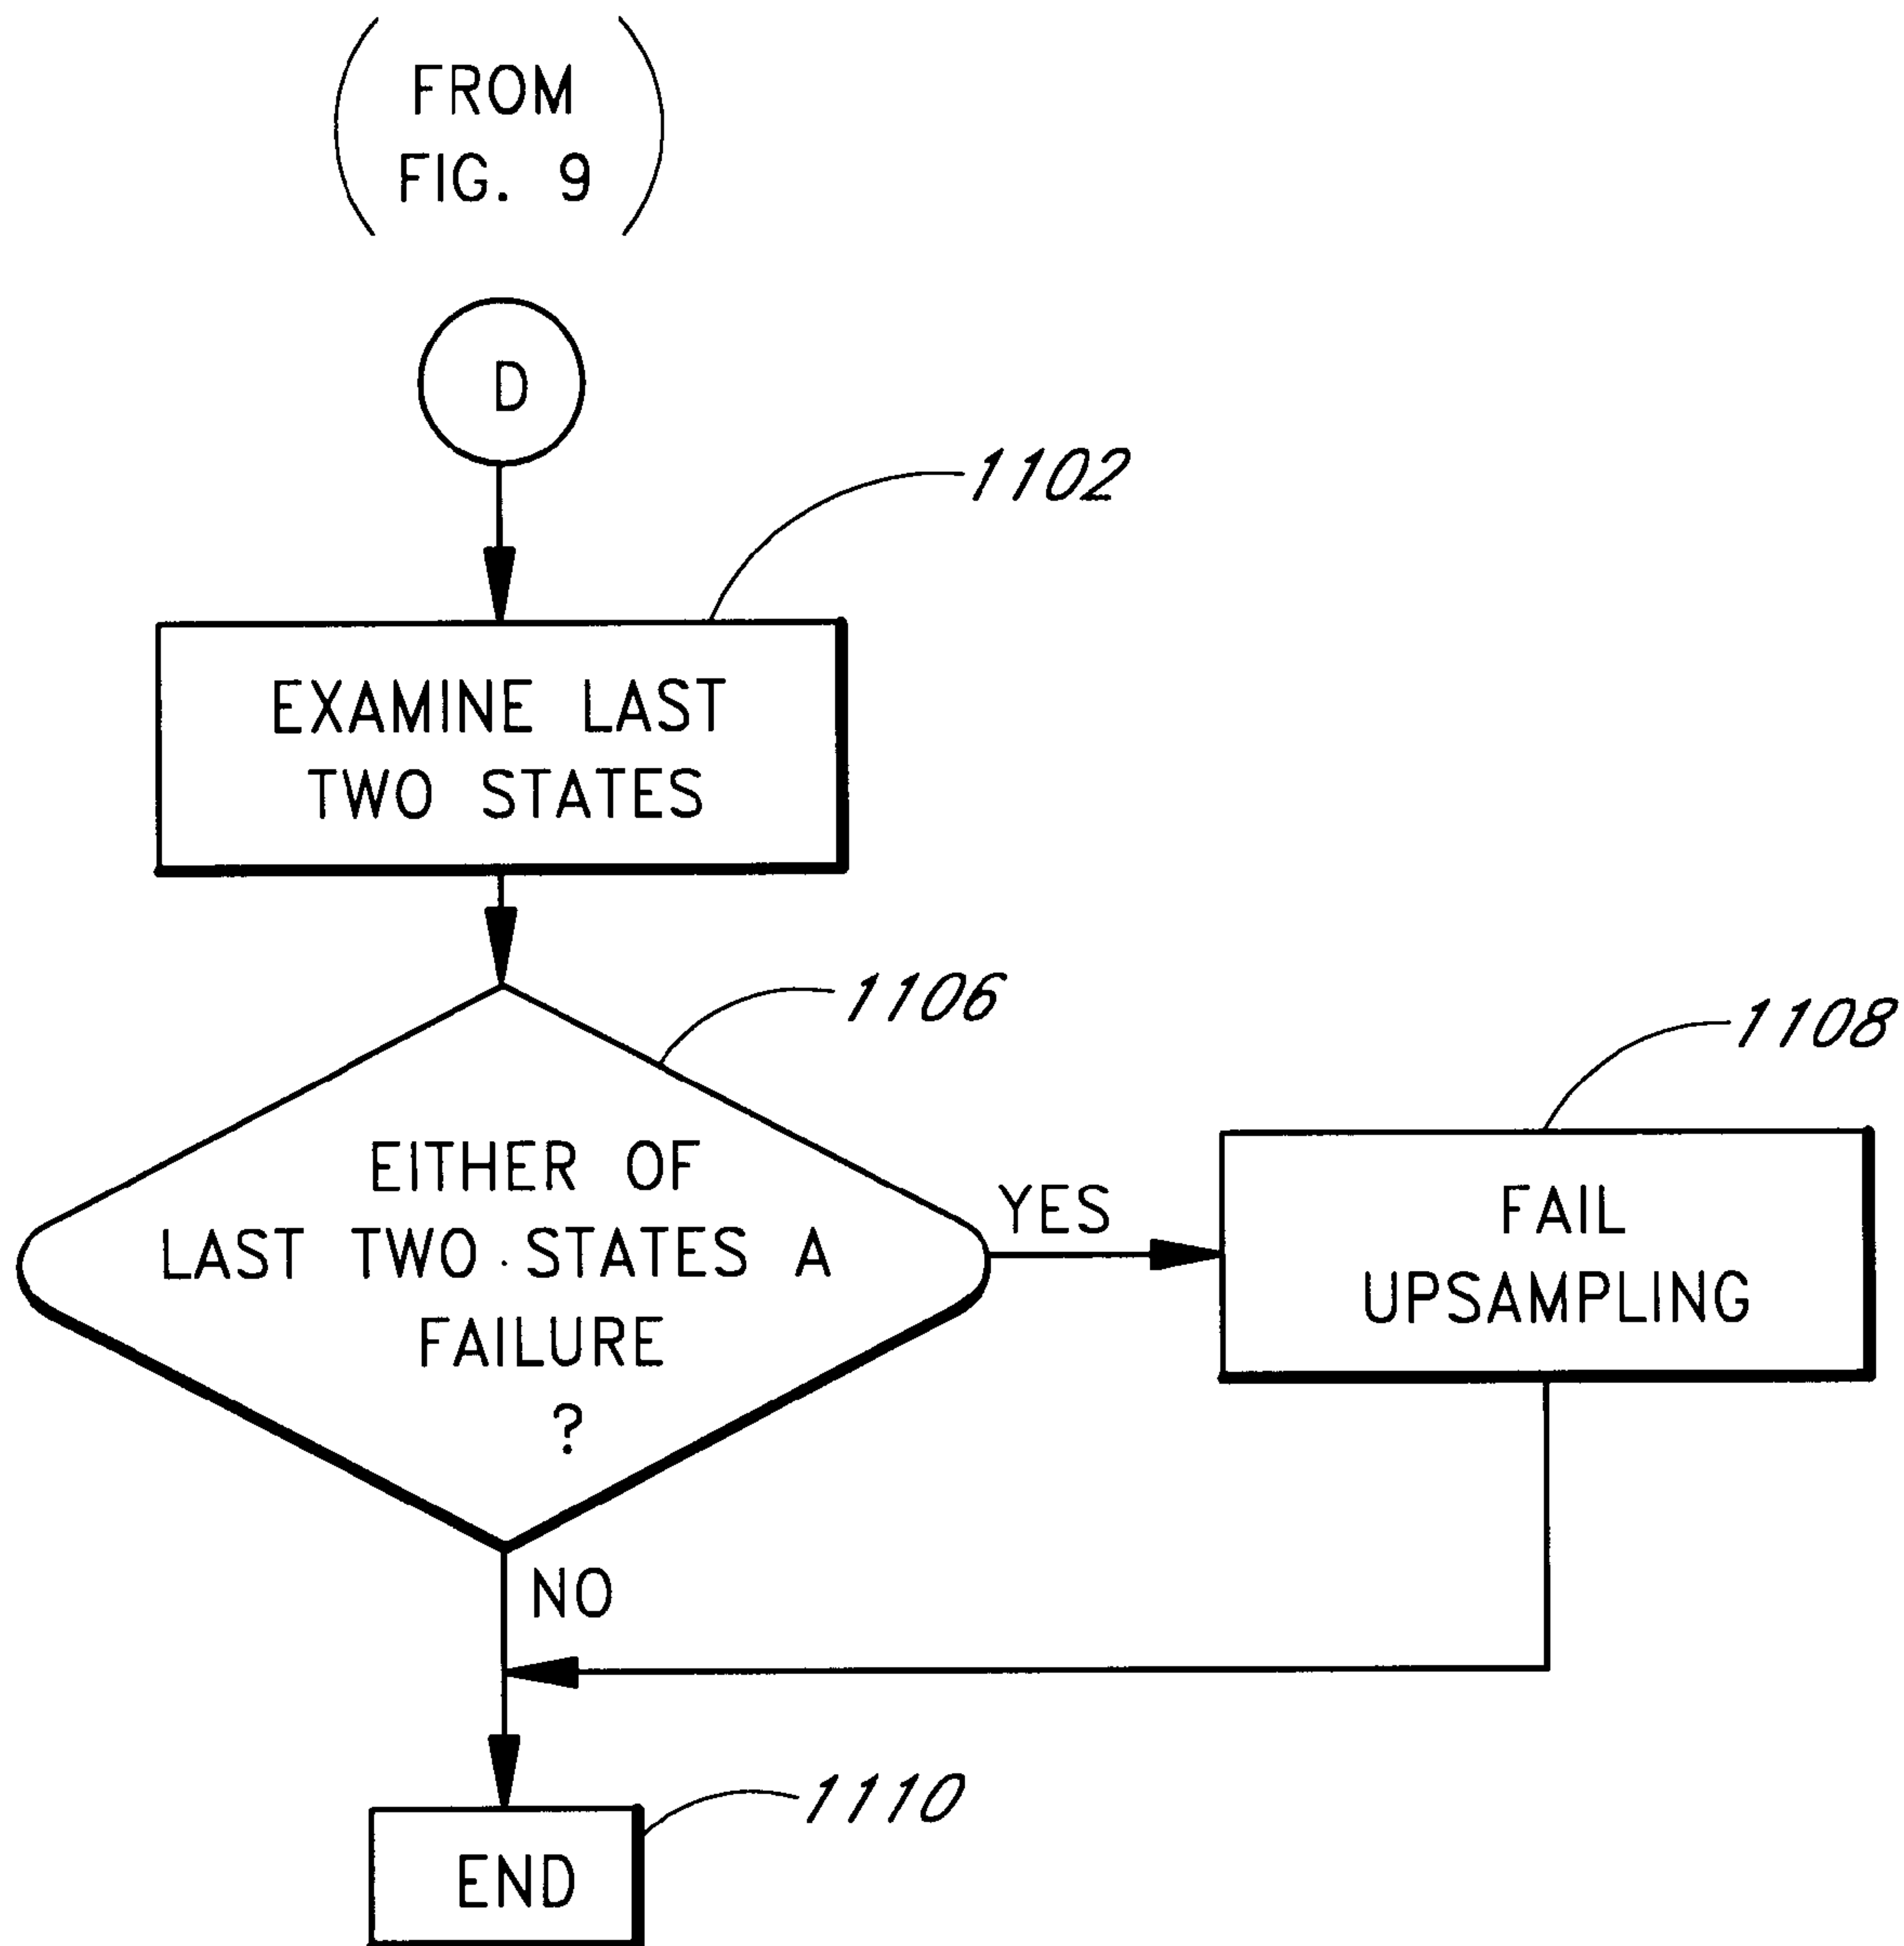 (FROM
FIG. 9)
D
1102
EXAMINE LAST
TWO STATES
1106
EITHER OF
LAST TWO STATES A
FAILURE
?
YES
1108
FAIL
UPSAMPLING
NO
1110
END